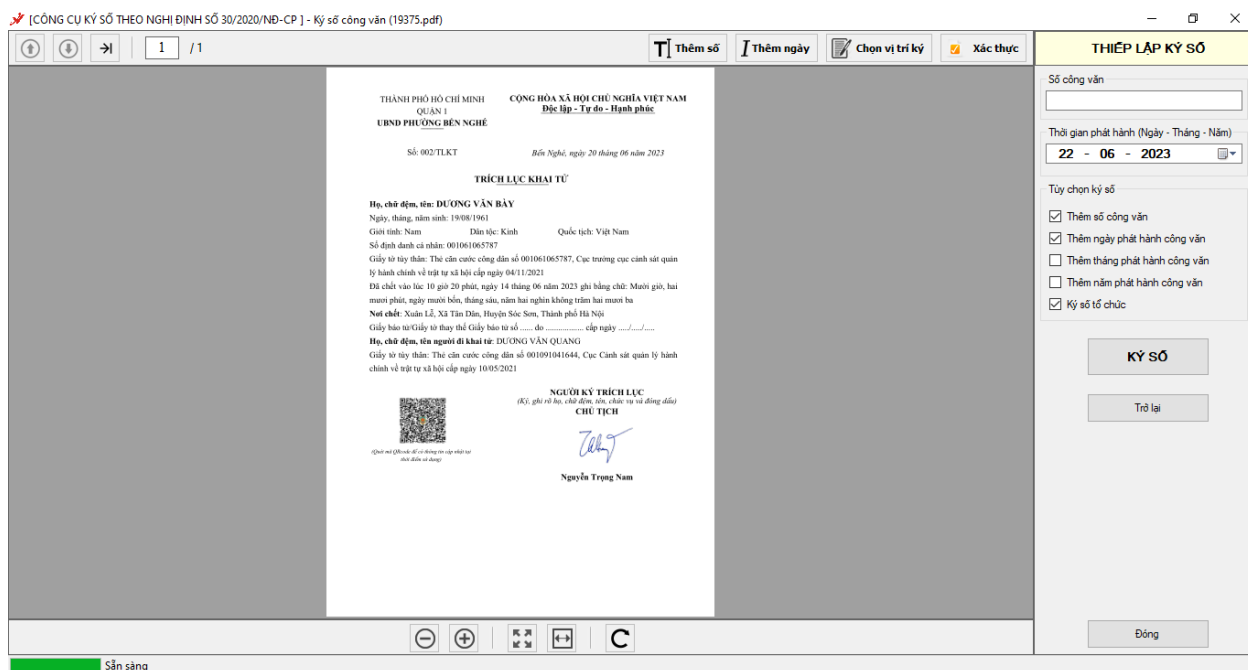 [CÔNG CỤ KÝ SỐ THEO NGHỊ ĐỊNH SỐ 30/2020/NĐ-CP ] - Ký số công văn (19375.pdf)
1 / 1
Thêm số
Thêm ngày
Chọn vị trí ký
Xác thực
THÀNH PHỐ HỒ CHÍ MINH
QUẬN 1
UBND PHƯỜNG BẾN NGHÉ
CỘNG HÒA XÃ HỘI CHỦ NGHĨA VIỆT NAM
Độc lập - Tự do - Hạnh phúc
Số: 002/TLKT
Bến Nghé, ngày 20 tháng 06 năm 2023
TRÍCH LỤC KHAI TỬ
Họ, chữ đệm, tên: DƯƠNG VĂN BẢY
Ngày, tháng, năm sinh: 19/08/1961
Giới tính: Nam Dân tộc: Kinh Quốc tịch: Việt Nam
Số định danh cá nhân: 001061065787
Giấy tờ tùy thân: Thẻ căn cước công dân số 001061065787, Cục trưởng cục cảnh sát quản
lý hành chính về trật tự xã hội cấp ngày 04/11/2021
Đã chết vào lúc 10 giờ 20 phút, ngày 14 tháng 06 năm 2023 ghi bằng chữ: Mười giờ, hai
mươi phút, ngày mười bốn, tháng sáu, năm hai nghìn không trăm hai mươi ba
Nơi chết: Xuân Lễ, Xã Tân Dân, Huyện Sóc Sơn, Thành phố Hà Nội
Giấy báo tử/Giấy tờ thay thế Giấy báo tử số ...... do .................. cấp ngày ...../...../.....
Họ, chữ đệm, tên người đi khai tử: DƯƠNG VĂN QUANG
Giấy tờ tùy thân: Thẻ căn cước công dân số 001091041644, Cục Cảnh sát quản lý hành
chính về trật tự xã hội cấp ngày 10/05/2021
NGƯỜI KÝ TRÍCH LỤC
(Ký, ghi rõ họ, chữ đệm, tên, chức vụ và đóng dấu)
CHỦ TỊCH
(Quét mã QRcode để có thông tin cập nhật tại
thời điểm sử dụng)
Nguyễn Trọng Nam
THIẾP LẬP KÝ SỐ
Số công văn
Thời gian phát hành (Ngày - Tháng - Năm)
22 - 06 - 2023
Tùy chọn ký số
Thêm số công văn
Thêm ngày phát hành công văn
Thêm tháng phát hành công văn
Thêm năm phát hành công văn
Ký số tổ chức
KÝ SỐ
Trở lại
Đóng
Sẵn sàng